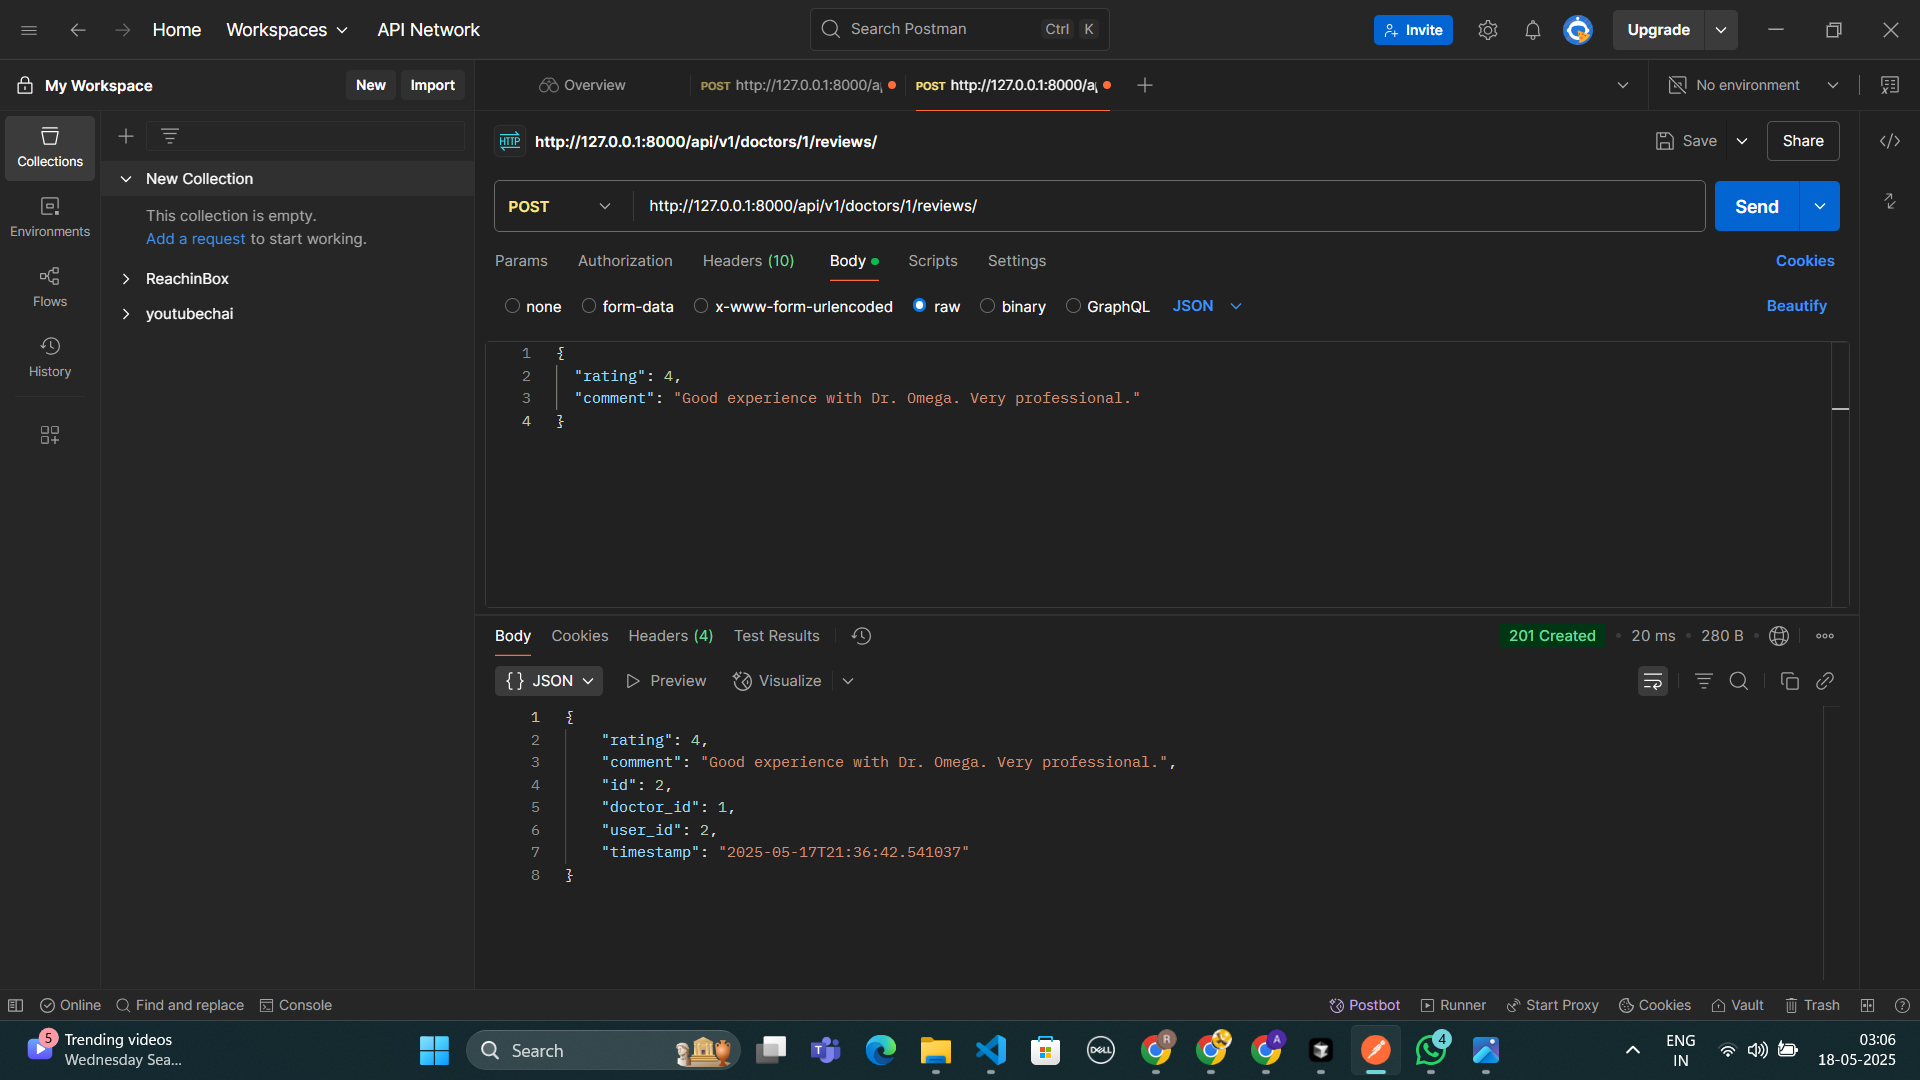 Home Workspaces API Network Search Postman Ctrl K Invite Upgrade
My Workspace New Import Overview POST http://127.0.0.1:8000/a POST http://127.0.0.1:8000/a No environment
Collections
Environments
Flows
History
New Collection
This collection is empty.
Add a request to start working.
ReachinBox
youtubechai
HTTP http://127.0.0.1:8000/api/v1/doctors/1/reviews/ Save Share
POST http://127.0.0.1:8000/api/v1/doctors/1/reviews/ Send
Params Authorization Headers (10) Body Scripts Settings Cookies
none form-data x-www-form-urlencoded raw binary GraphQL JSON Beautify
1 {
2 "rating": 4,
3 "comment": "Good experience with Dr. Omega. Very professional."
4 }
Body Cookies Headers (4) Test Results 201 Created 20 ms 280 B
{} JSON Preview Visualize
1 {
2 "rating": 4,
3 "comment": "Good experience with Dr. Omega. Very professional.",
4 "id": 2,
5 "doctor_id": 1,
6 "user_id": 2,
7 "timestamp": "2025-05-17T21:36:42.541037"
8 }
Online Find and replace Console Postbot Runner Start Proxy Cookies Vault Trash
5 Trending videos
Wednesday Sea...
Search
DELL
R
A
4
ENG
IN
03:06
18-05-2025